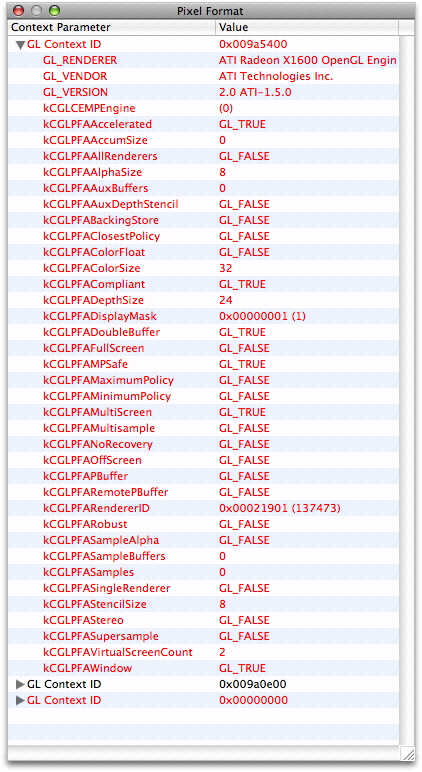 Pixel Format
Context Parameter Value
GL Context ID 0x009a5400
GL_RENDERER ATI Radeon X1600 OpenGL Engin
GL_VENDOR ATI Technologies Inc.
GL_VERSION 2.0 ATI-1.5.0
kCGLCEMPEngine (0)
kCGLPFAAccelerated GL_TRUE
kCGLPFAAccumSize 0
kCGLPFAAllRenderers GL_FALSE
kCGLPFAAlphaSize 8
kCGLPFAAuxBuffers 0
kCGLPFAAuxDepthStencil GL_FALSE
kCGLPFABackingStore GL_FALSE
kCGLPFAClosestPolicy GL_FALSE
kCGLPFAColorFloat GL_FALSE
kCGLPFAColorSize 32
kCGLPFACompliant GL_TRUE
kCGLPFADepthSize 24
kCGLPFADisplayMask 0x00000001 (1)
kCGLPFADoubleBuffer GL_TRUE
kCGLPFAFullScreen GL_FALSE
kCGLPFAMPSafe GL_TRUE
kCGLPFAMaximumPolicy GL_FALSE
kCGLPFAMinimumPolicy GL_FALSE
kCGLPFAMultiScreen GL_TRUE
kCGLPFAMultisample GL_FALSE
kCGLPFANoRecovery GL_FALSE
kCGLPFAOffScreen GL_FALSE
kCGLPFAPBuffer GL_FALSE
kCGLPFARemotePBuffer GL_FALSE
kCGLPFARendererID 0x00021901 (137473)
kCGLPFARobust GL_FALSE
kCGLPFASampleAlpha GL_FALSE
kCGLPFASampleBuffers 0
kCGLPFASamples 0
kCGLPFASingleRenderer GL_FALSE
kCGLPFAStencilSize 8
kCGLPFAStereo GL_FALSE
kCGLPFASupersample GL_FALSE
kCGLPFAVirtualScreenCount 2
kCGLPFAWindow GL_TRUE
GL Context ID 0x009a0e00
GL Context ID 0x00000000